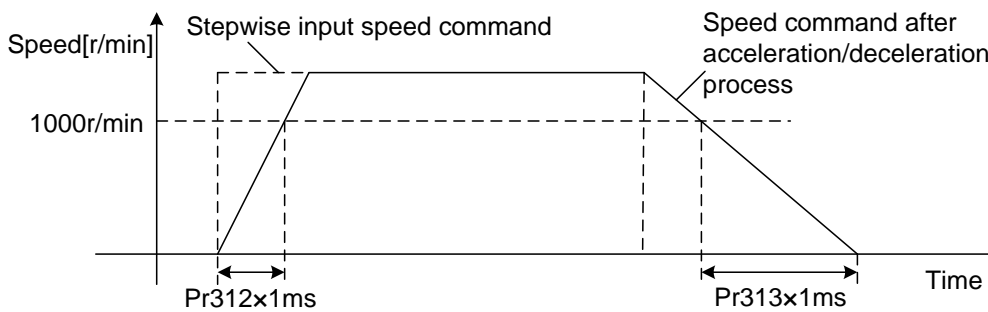 Speed[r/min]
Stepwise input speed command
Speed command after
acceleration/deceleration
process
1000r/min
Time
Pr312×1ms
Pr313×1ms